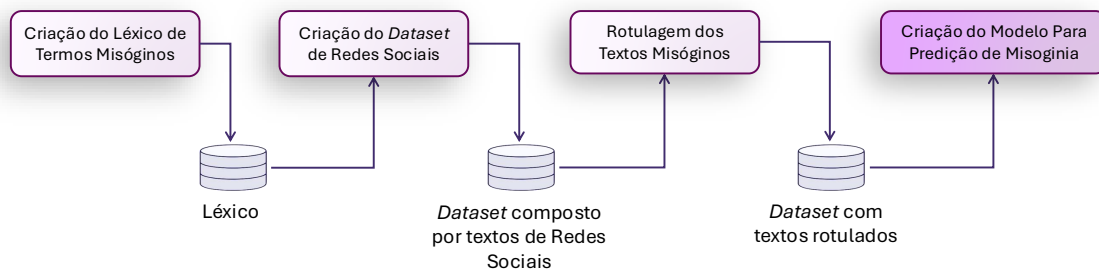 Criação do Léxico de
Termos Misóginos
Criação do Dataset
de Redes Sociais
Rotulagem dos
Textos Misóginos
Criação do Modelo Para
Predição de Misoginia
Léxico
Dataset composto
por textos de Redes
Sociais
Dataset com
textos rotulados